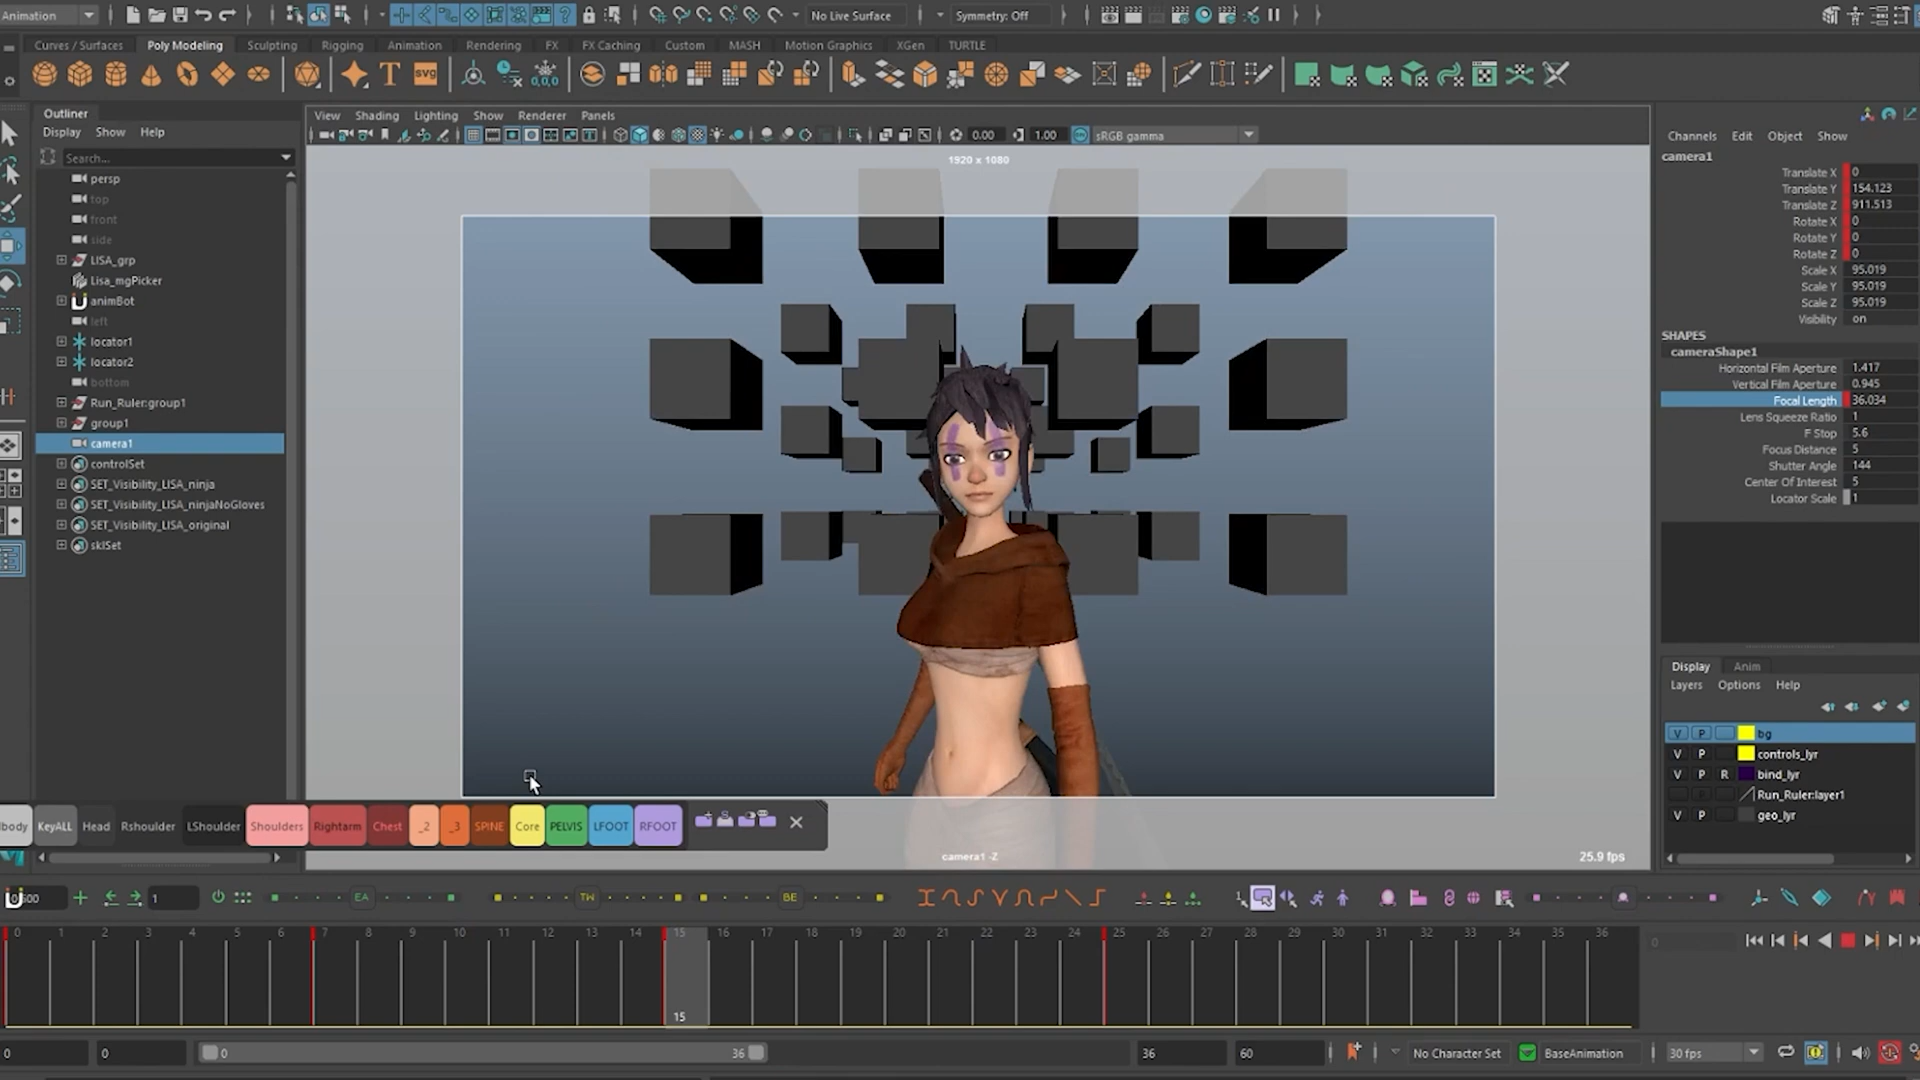 Animation
No Live Surface
Symmetry: Off
Curves / Surfaces
Poly Modeling
Sculpting
Rigging
Animation
Rendering
FX
FX Caching
Custom
MASH
Motion Graphics
XGen
TURTLE
T
SVG
0,0,0
Outliner
Display Show Help
Search...
persp
top
front
side
LISA_grp
Lisa_mgPicker
animBot
left
locator1
locator2
bottom
Run_Ruler:group1
group1
camera1
controlSet
SET_Visibility_LISA_ninja
SET_Visibility_LISA_ninjaNoGloves
SET_Visibility_LISA_original
sklSet
View Shading Lighting Show Renderer Panels
0.00
1.00
sRGB gamma
1920 x 1080
camera1 -Z
25.9 fps
Channels Edit Object Show
camera1
Translate X 0
Translate Y 154.123
Translate Z 911.513
Rotate X 0
Rotate Y 0
Rotate Z 0
Scale X 95.019
Scale Y 95.019
Scale Z 95.019
Visibility on
SHAPES
cameraShape1
Horizontal Film Aperture 1.417
Vertical Film Aperture 0.945
Focal Length 36.034
Lens Squeeze Ratio 1
F Stop 5.6
Focus Distance 5
Shutter Angle 144
Center Of Interest 5
Locator Scale 1
Display Anim
Layers Options Help
V P bg
V P controls_lyr
V P R bind_lyr
Run_Ruler:layer1
V P geo_lyr
body
KeyALL
Head
Rshoulder
LShoulder
Shoulders
Rightarm
Chest
_2
_3
SPINE
Core
PELVIS
LFOOT
RFOOT
1
EA
TW
BE
0 1 2 3 4 5 6 7 8 9 10 11 12 13 14 15 16 17 18 19 20 21 22 23 24 25 26 27 28 29 30 31 32 33 34 35 36
0
15
0
0
0
36
36
60
No Character Set
BaseAnimation
30 fps